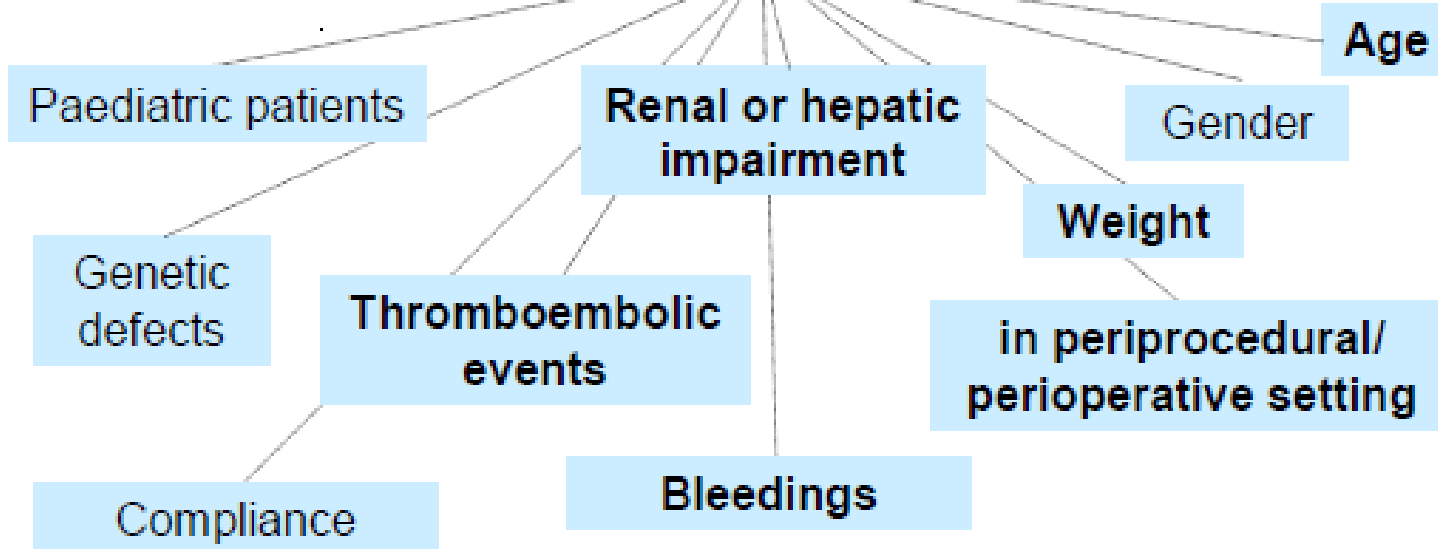 Age
Paediatric patients
Renal or hepatic
impairment
Gender
Weight
Genetic
defects
Thromboembolic
events
in periprocedural/
perioperative setting
Compliance
Bleedings